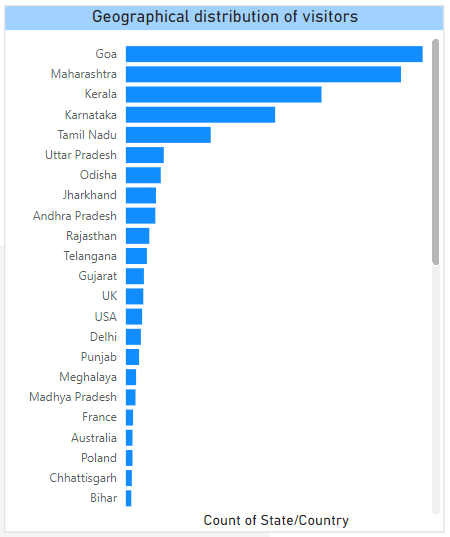 Geographical distribution of visitors
Goa
Maharashtra
Kerala
Karnataka
Tamil Nadu
Uttar Pradesh
Odisha
Jharkhand
Andhra Pradesh
Rajasthan
Telangana
Gujarat
UK
USA
Delhi
Punjab
Meghalaya
Madhya Pradesh
France
Australia
Poland
Chhattisgarh
Bihar
Count of State/Country